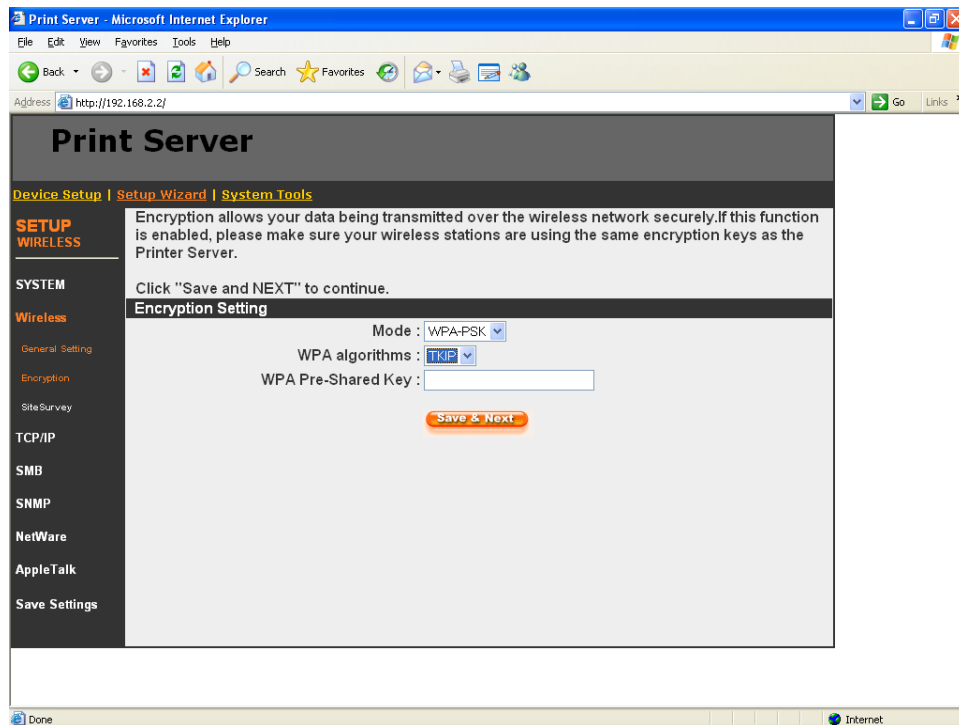 Print Server - Microsoft Internet Explorer
File Edit View Favorites Tools Help
Back Search Favorites
Address http://192.168.2.2/ Go Links
Print Server
Device Setup | Setup Wizard | System Tools
SETUP
WIRELESS
SYSTEM
Wireless
General Setting
Encryption
SiteSurvey
TCP/IP
SMB
SNMP
NetWare
AppleTalk
Save Settings
Encryption allows your data being transmitted over the wireless network securely.If this function
is enabled, please make sure your wireless stations are using the same encryption keys as the
Printer Server.
Click "Save and NEXT" to continue.
Encryption Setting
Mode : WPA-PSK
WPA algorithms : TKIP
WPA Pre-Shared Key :
Save & Next
Done Internet